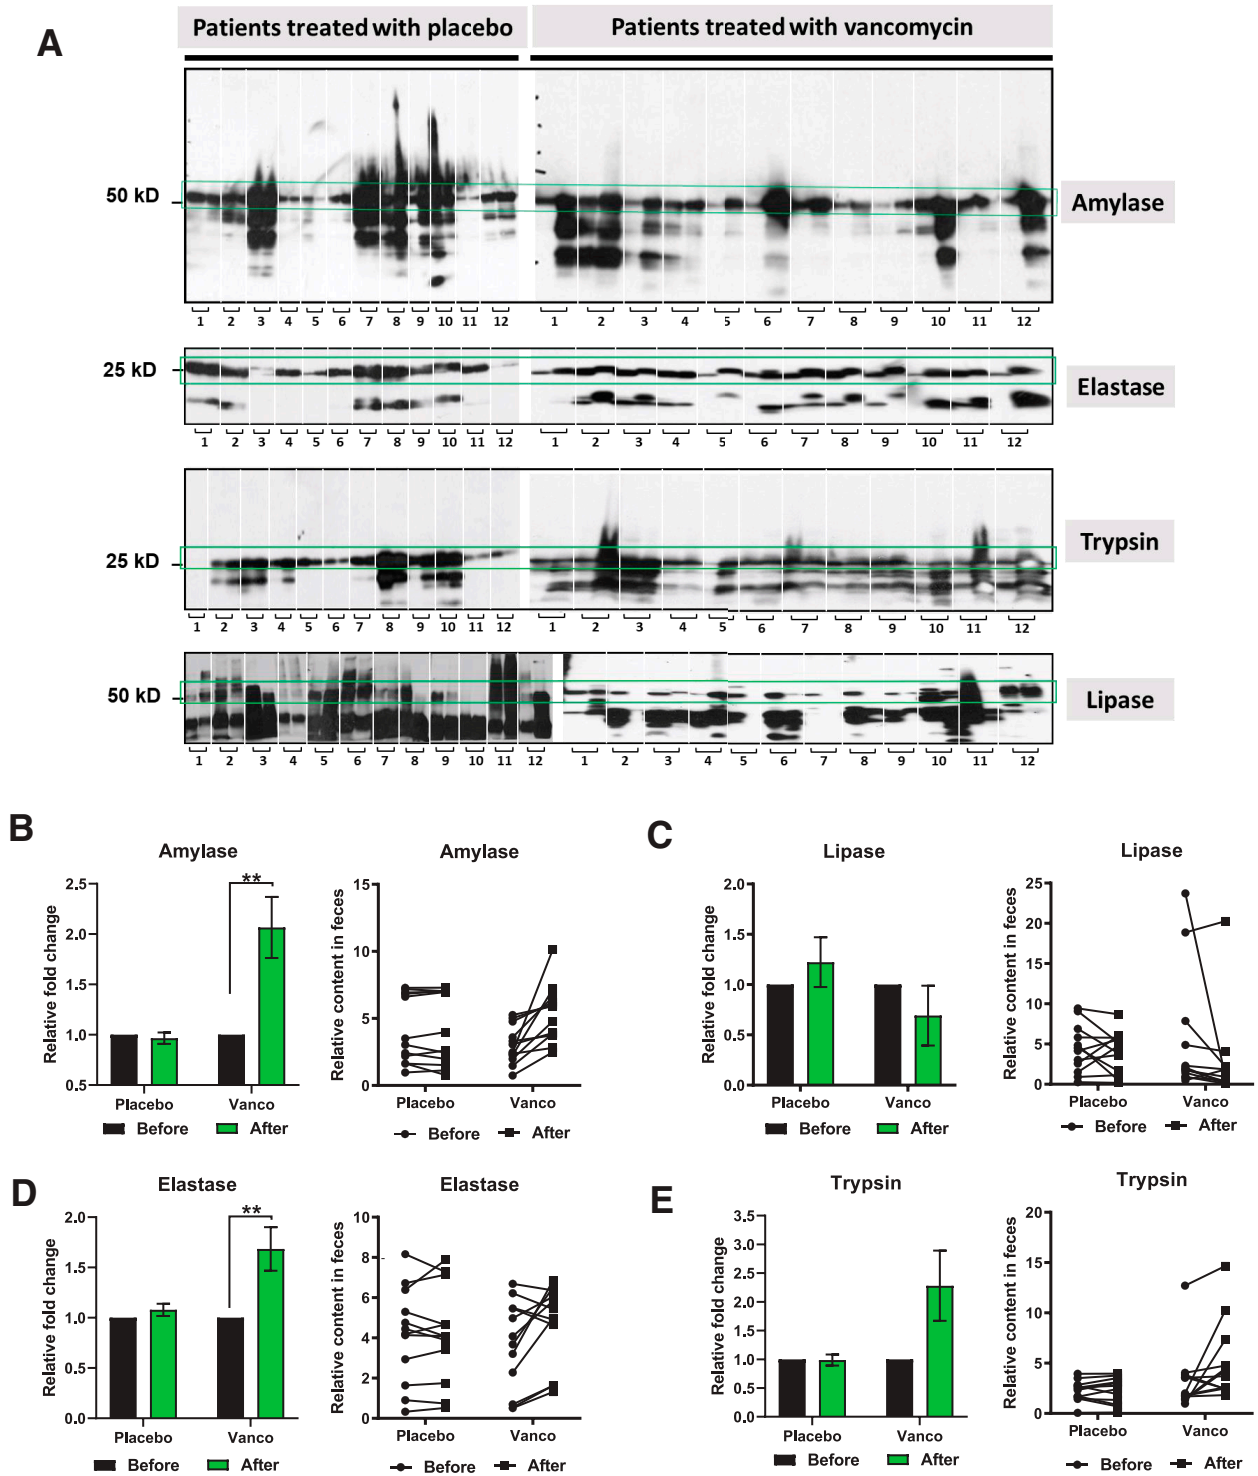 A
Patients treated with placebo
Patients treated with vancomycin
50 kD
Amylase
1 2 3 4 5 6 7 8 9 10 11 12 1 2 3 4 5 6 7 8 9 10 11 12
25 kD
Elastase
1 2 3 4 5 6 7 8 9 10 11 12 1 2 3 4 5 6 7 8 9 10 11 12
25 kD
Trypsin
1 2 3 4 5 6 7 8 9 10 11 12 1 2 3 4 5 6 7 8 9 10 11 12
50 kD
Lipase
1 2 3 4 5 6 7 8 9 10 11 12 1 2 3 4 5 6 7 8 9 10 11 12
B
Amylase
Relative fold change
2.5
2.0
1.5
1.0
0.5
**
Placebo Vanco
Before After
Amylase
Relative content in feces
15
10
5
0
Placebo Vanco
Before After
C
Lipase
Relative fold change
2.0
1.5
1.0
0.5
0.0
Placebo Vanco
Before After
Lipase
Relative content in feces
25
20
15
10
5
0
Placebo Vanco
Before After
D
Elastase
Relative fold change
2.0
1.5
1.0
0.5
0.0
**
Placebo Vanco
Before After
Elastase
Relative content in feces
10
8
6
4
2
0
Placebo Vanco
Before After
E
Trypsin
Relative fold change
3.5
3.0
2.5
2.0
1.5
1.0
0.5
0.0
Placebo Vanco
Before After
Trypsin
Relative content in feces
20
15
10
5
0
Placebo Vanco
Before After